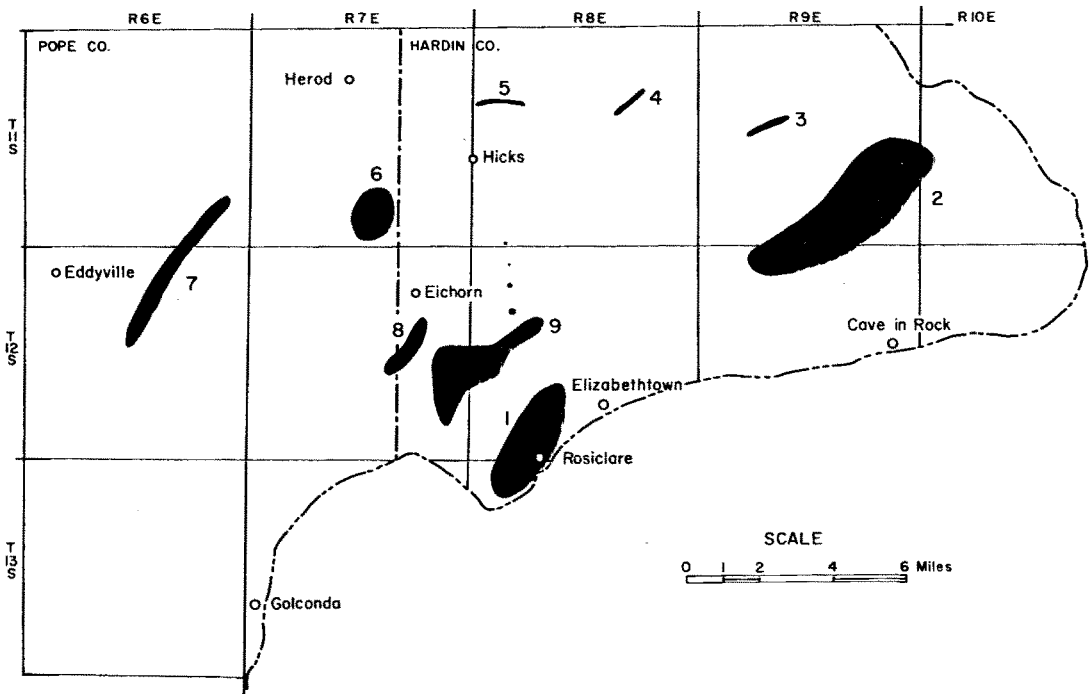 R6E R7E R8E R9E R10E
POPE CO. HARDIN CO.
Herod
5
4
3
T
11
S
Hicks
6
2
7
Eddyville
Eichorn
8
9
Cave in Rock
T
12
S
Elizabethtown
1
Rosiclare
SCALE
0 1 2 4 6 Miles
T
13
S
Golconda